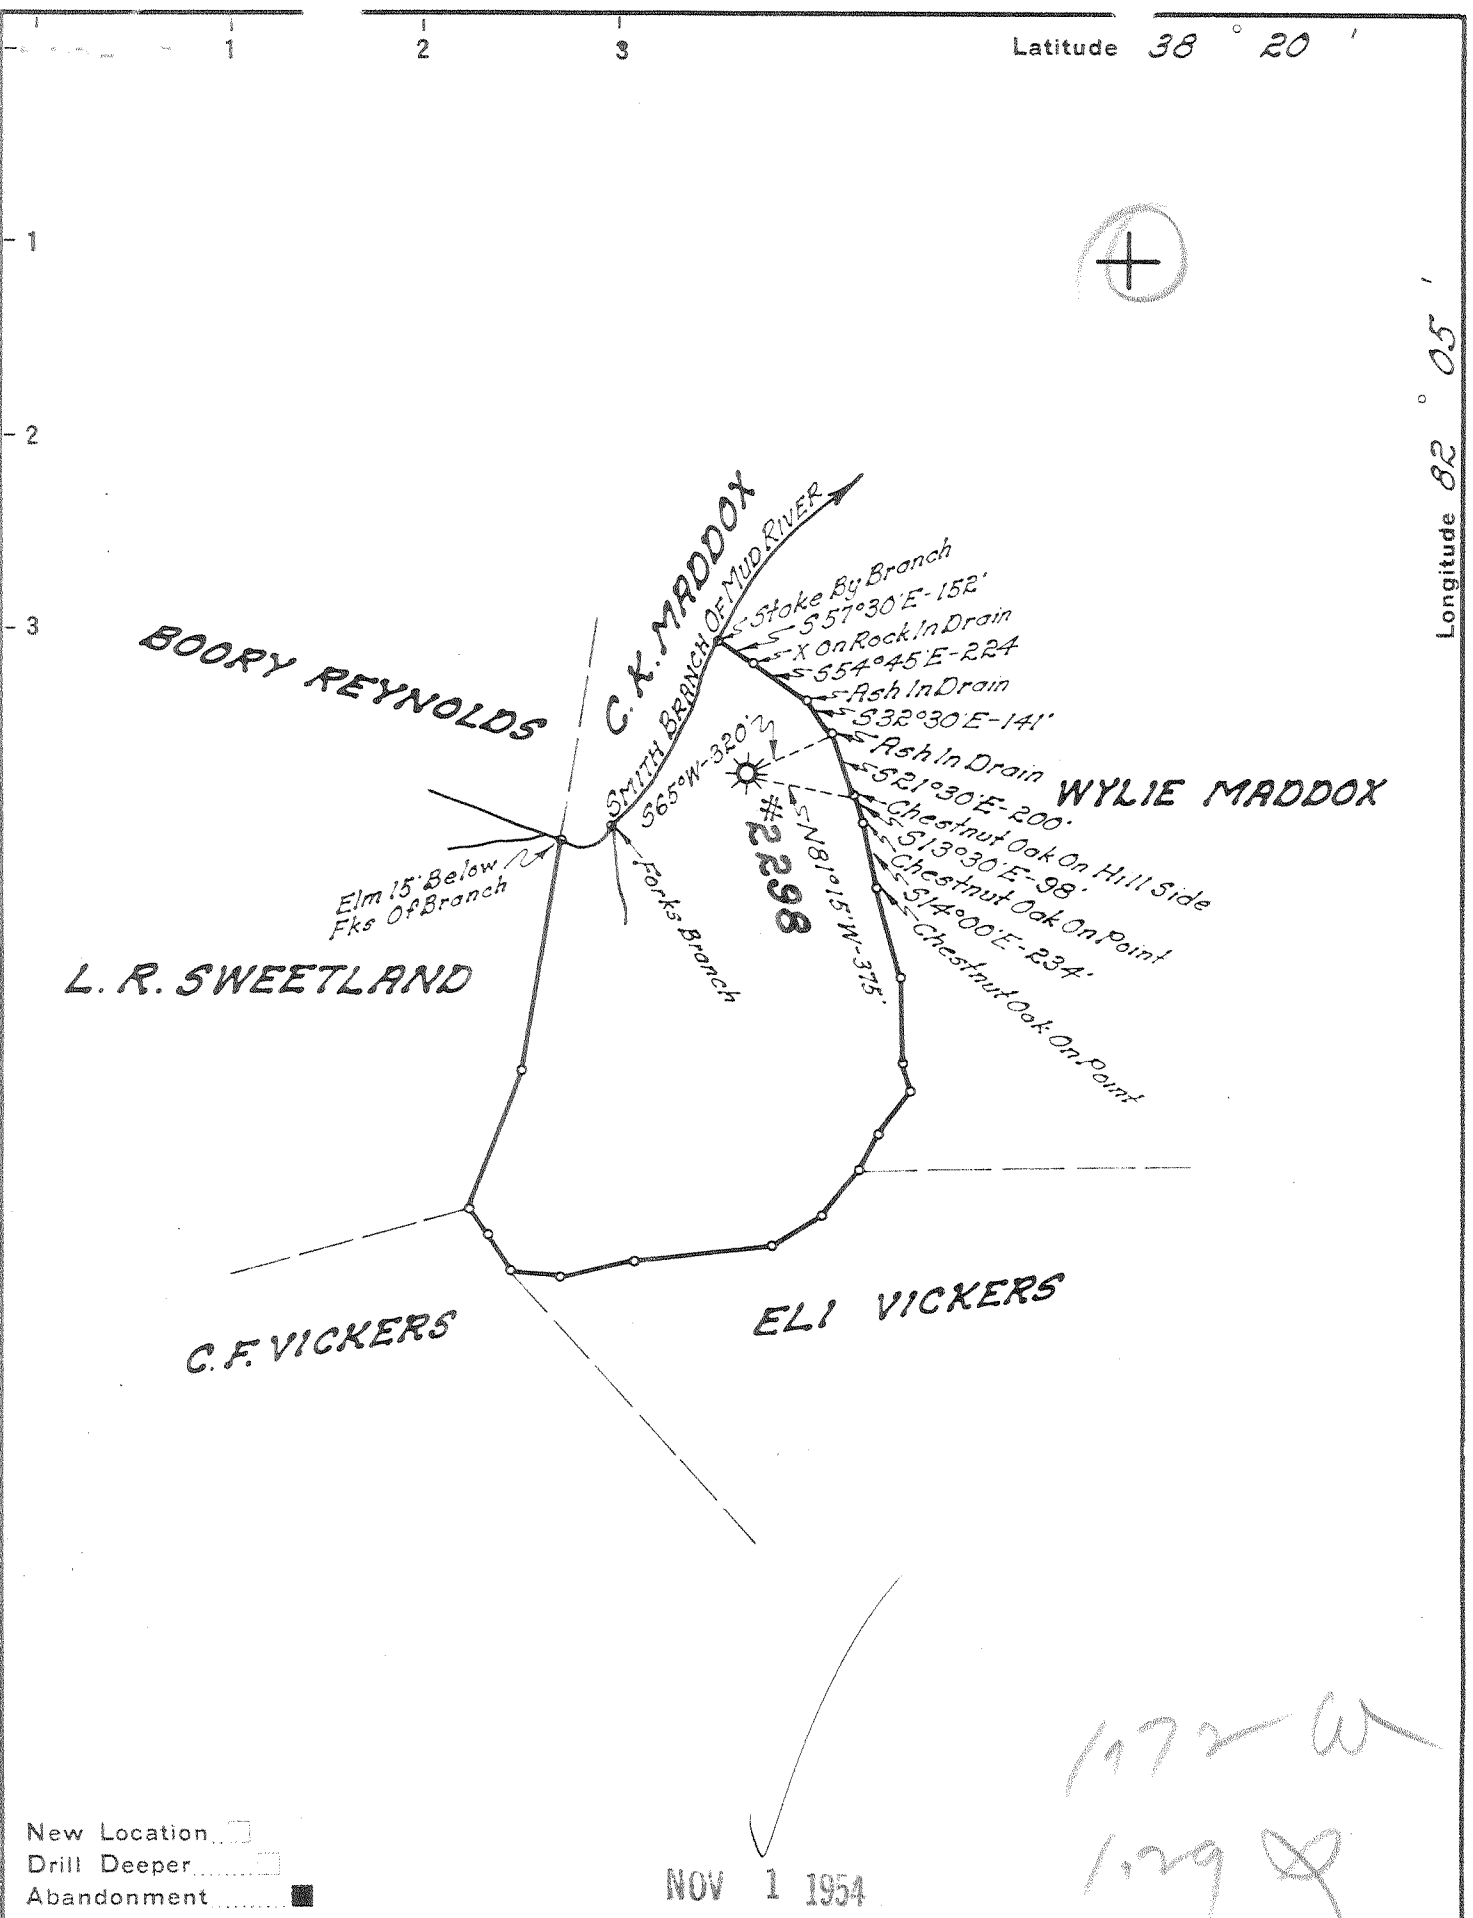 1 2 3
Latitude 38 ° 20 '
1
2
3
Longitude 82 ° 05 '
C. K. MADDOX
SMITH BRANCH OF MUD RIVER
BOORY REYNOLDS
Stake By Branch
S57°30'E-152'
X On Rock In Drain
S54°45'E-224
Ash In Drain
S32°30'E-141'
Ash In Drain
S21°30'E-200'
Chestnut Oak On Hill Side
S13°30'E-98'
Chestnut Oak On Point
S14°00'E-234'
Chestnut Oak On Point
WYLIE MADDOX
S65°W-320'
N81°15'W-375'
#2298
Elm 15' Below
Fks Of Branch
Forks Branch
L. R. SWEETLAND
C. F. VICKERS
ELI VICKERS
1.72 W
1.29
New Location
Drill Deeper
Abandonment
NOV 1 1954